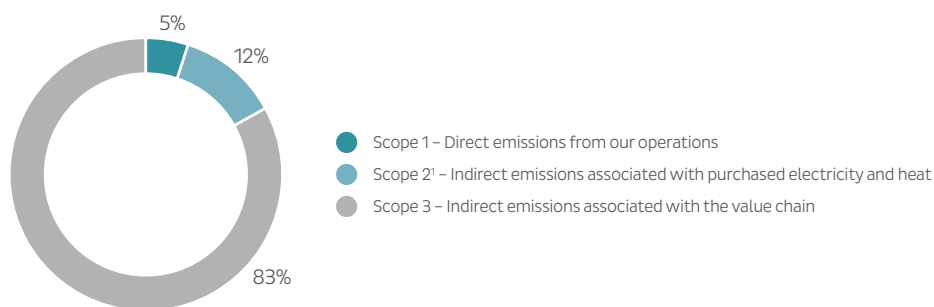 5%
12%
Scope 1 – Direct emissions from our operations
Scope 2¹ – Indirect emissions associated with purchased electricity and heat
Scope 3 – Indirect emissions associated with the value chain
83%